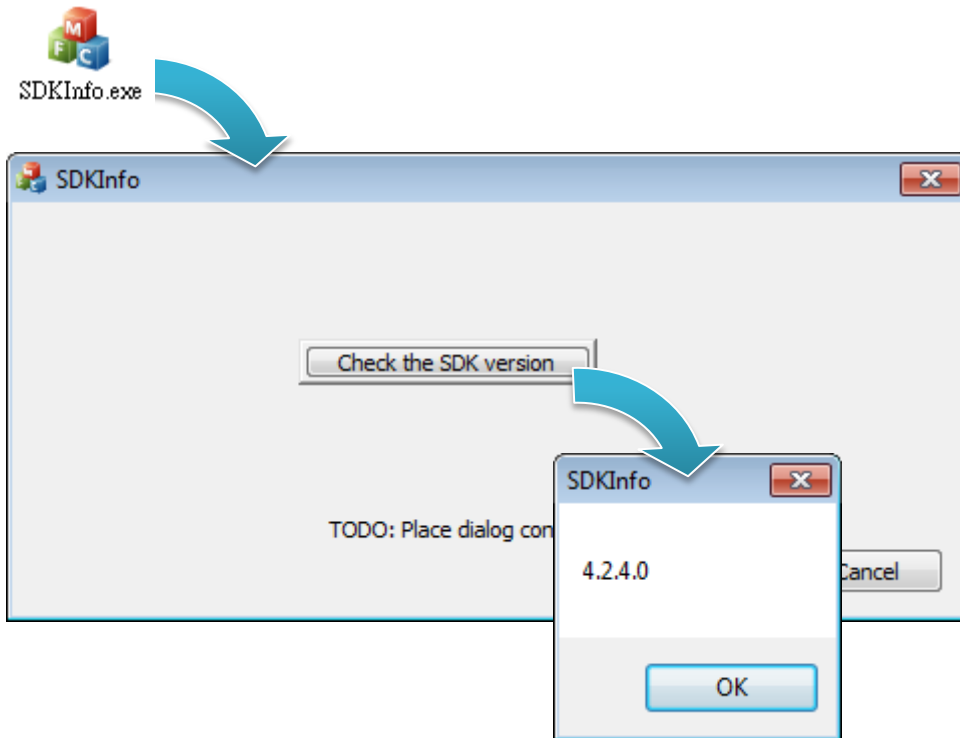 M
F C
SDKInfo.exe
SDKInfo
Check the SDK version
SDKInfo
TODO: Place dialog con
4.2.4.0
Cancel
OK